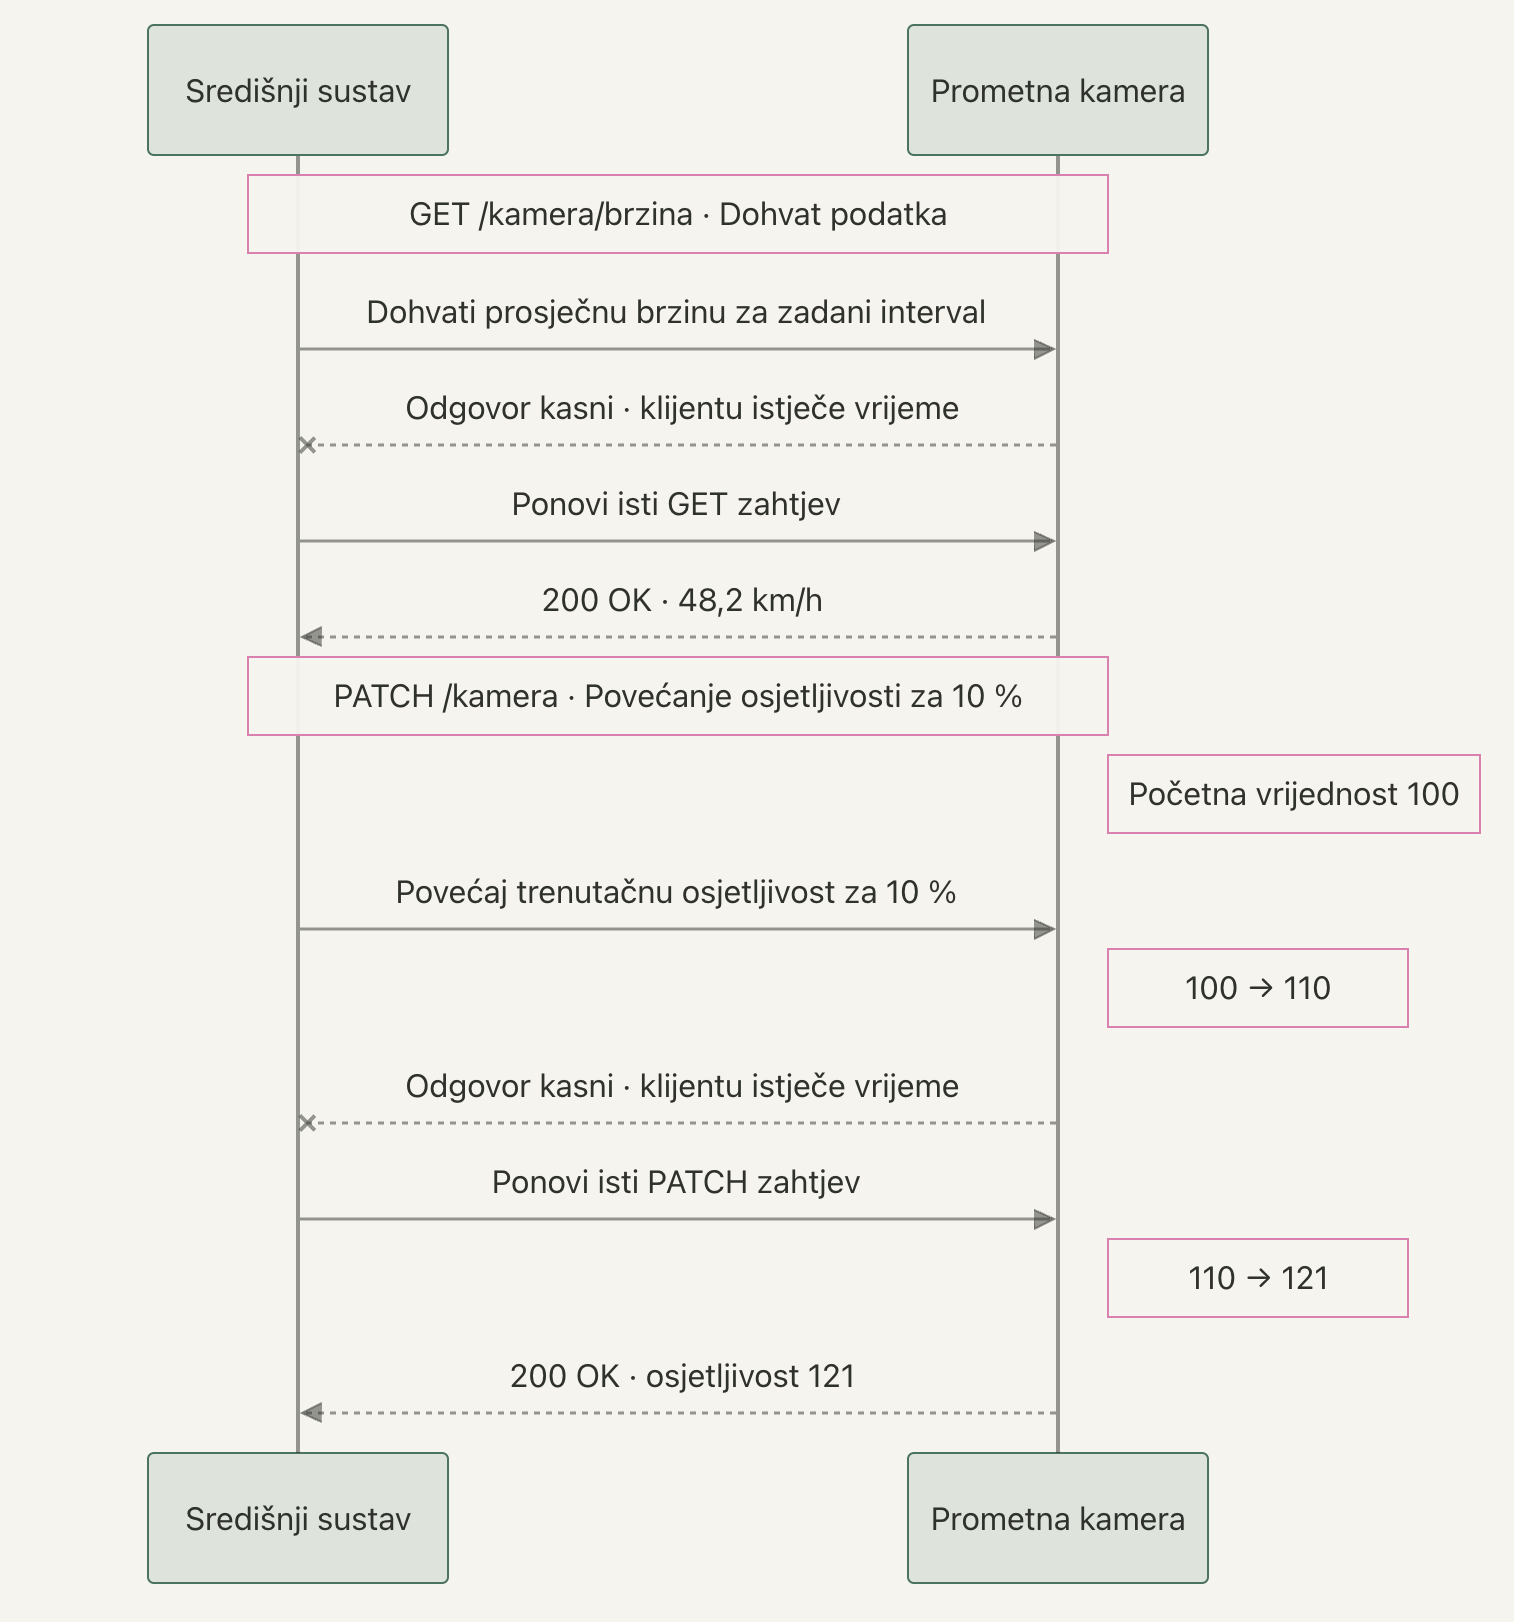 Središnji sustav
Prometna kamera
GET /kamera/brzina · Dohvat podatka
Dohvati prosječnu brzinu za zadani interval
Odgovor kasni · klijentu istječe vrijeme
Ponovi isti GET zahtjev
200 OK · 48,2 km/h
PATCH /kamera · Povećanje osjetljivosti za 10 %
Početna vrijednost 100
Povećaj trenutačnu osjetljivost za 10 %
100 → 110
Odgovor kasni · klijentu istječe vrijeme
Ponovi isti PATCH zahtjev
110 → 121
200 OK · osjetljivost 121
Središnji sustav
Prometna kamera